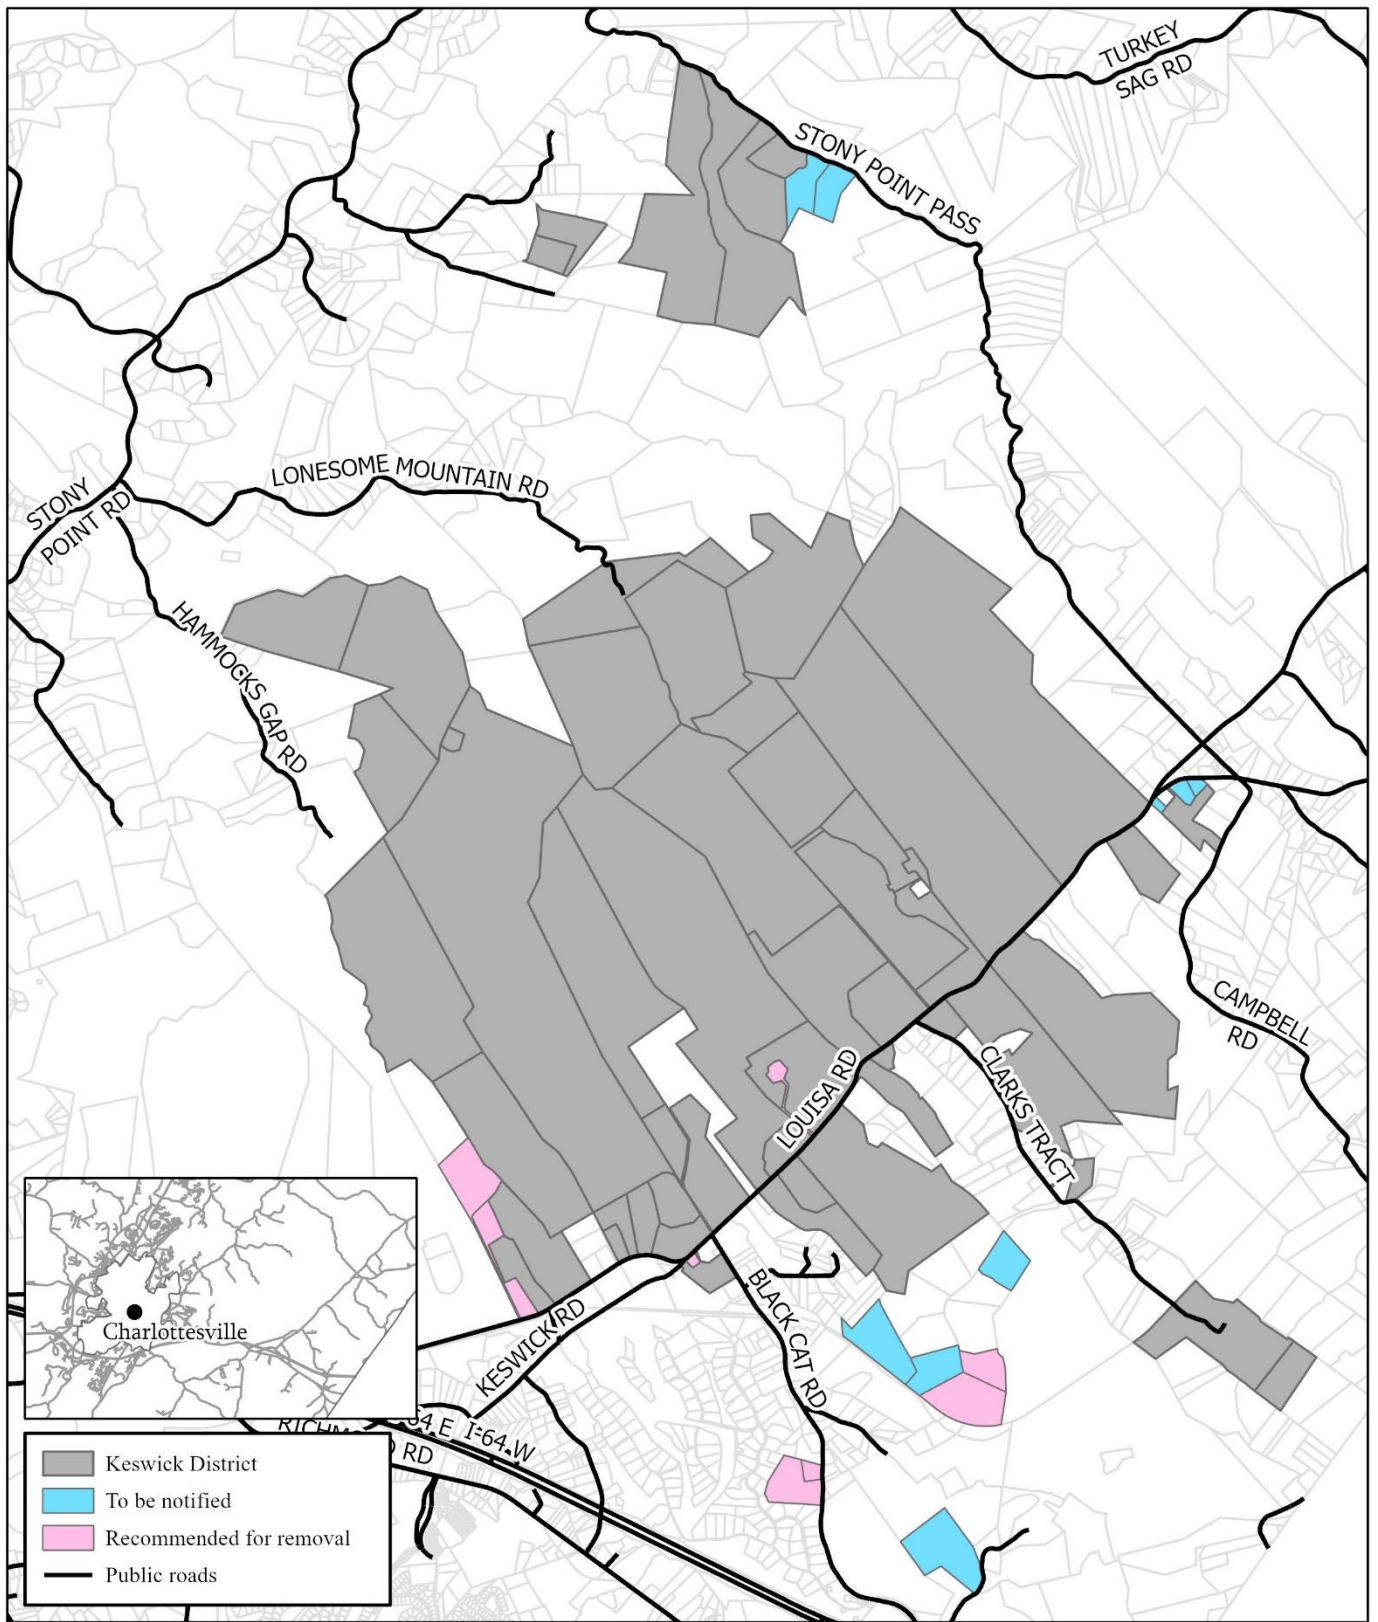 TURKEY
SAG RD
STONY POINT PASS
LONESOME MOUNTAIN RD
STONY
POINT RD
HAMMOCKS GAP RD
CAMPBELL
RD
CLARKS TRACT
LOUISA RD
BLACK CAT RD
KESWICK RD
Charlottesville
64 E I-64 W
RD
Keswick District
To be notified
Recommended for removal
Public roads